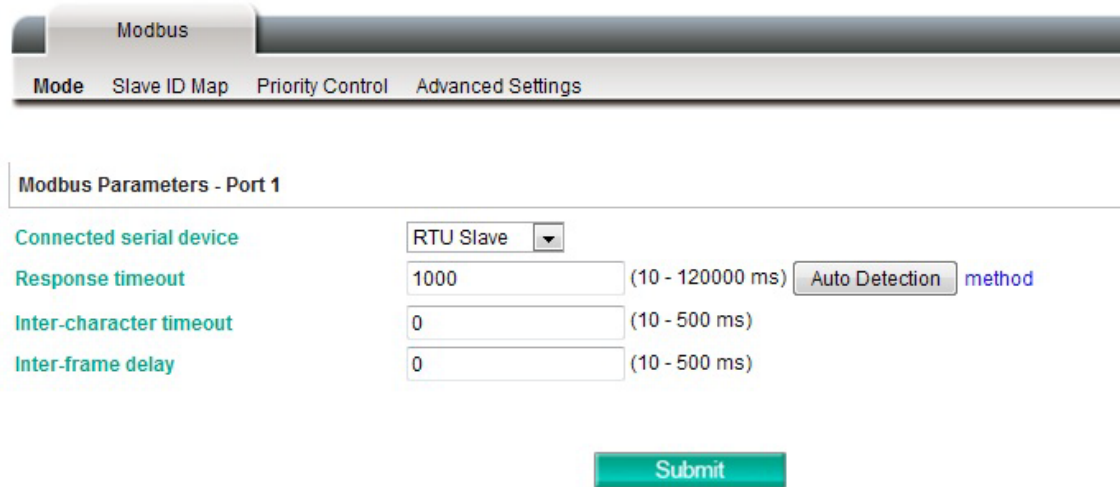 Modbus
Mode Slave ID Map Priority Control Advanced Settings
Modbus Parameters - Port 1
Connected serial device RTU Slave
Response timeout 1000 (10 - 120000 ms) Auto Detection method
Inter-character timeout 0 (10 - 500 ms)
Inter-frame delay 0 (10 - 500 ms)
Submit